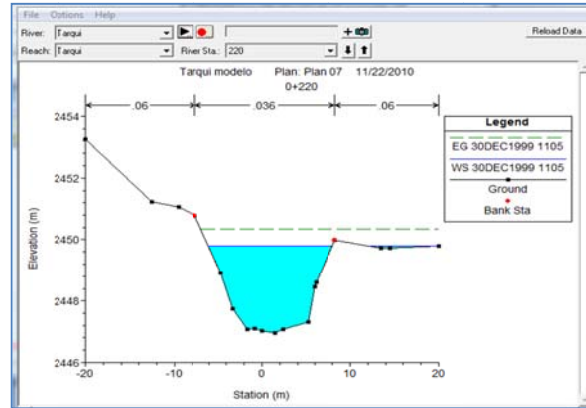 File Options Help
River: Tarqui Reload Data
Reach: Tarqui River Sta.: 220
Tarqui modelo Plan: Plan 07 11/22/2010
0+220
.06 .036 .06
Legend
EG 30DEC1999 1105
WS 30DEC1999 1105
Ground
Bank Sta
Elevation (m)
2454
2452
2450
2448
2446
-20 -10 0 10 20
Station (m)